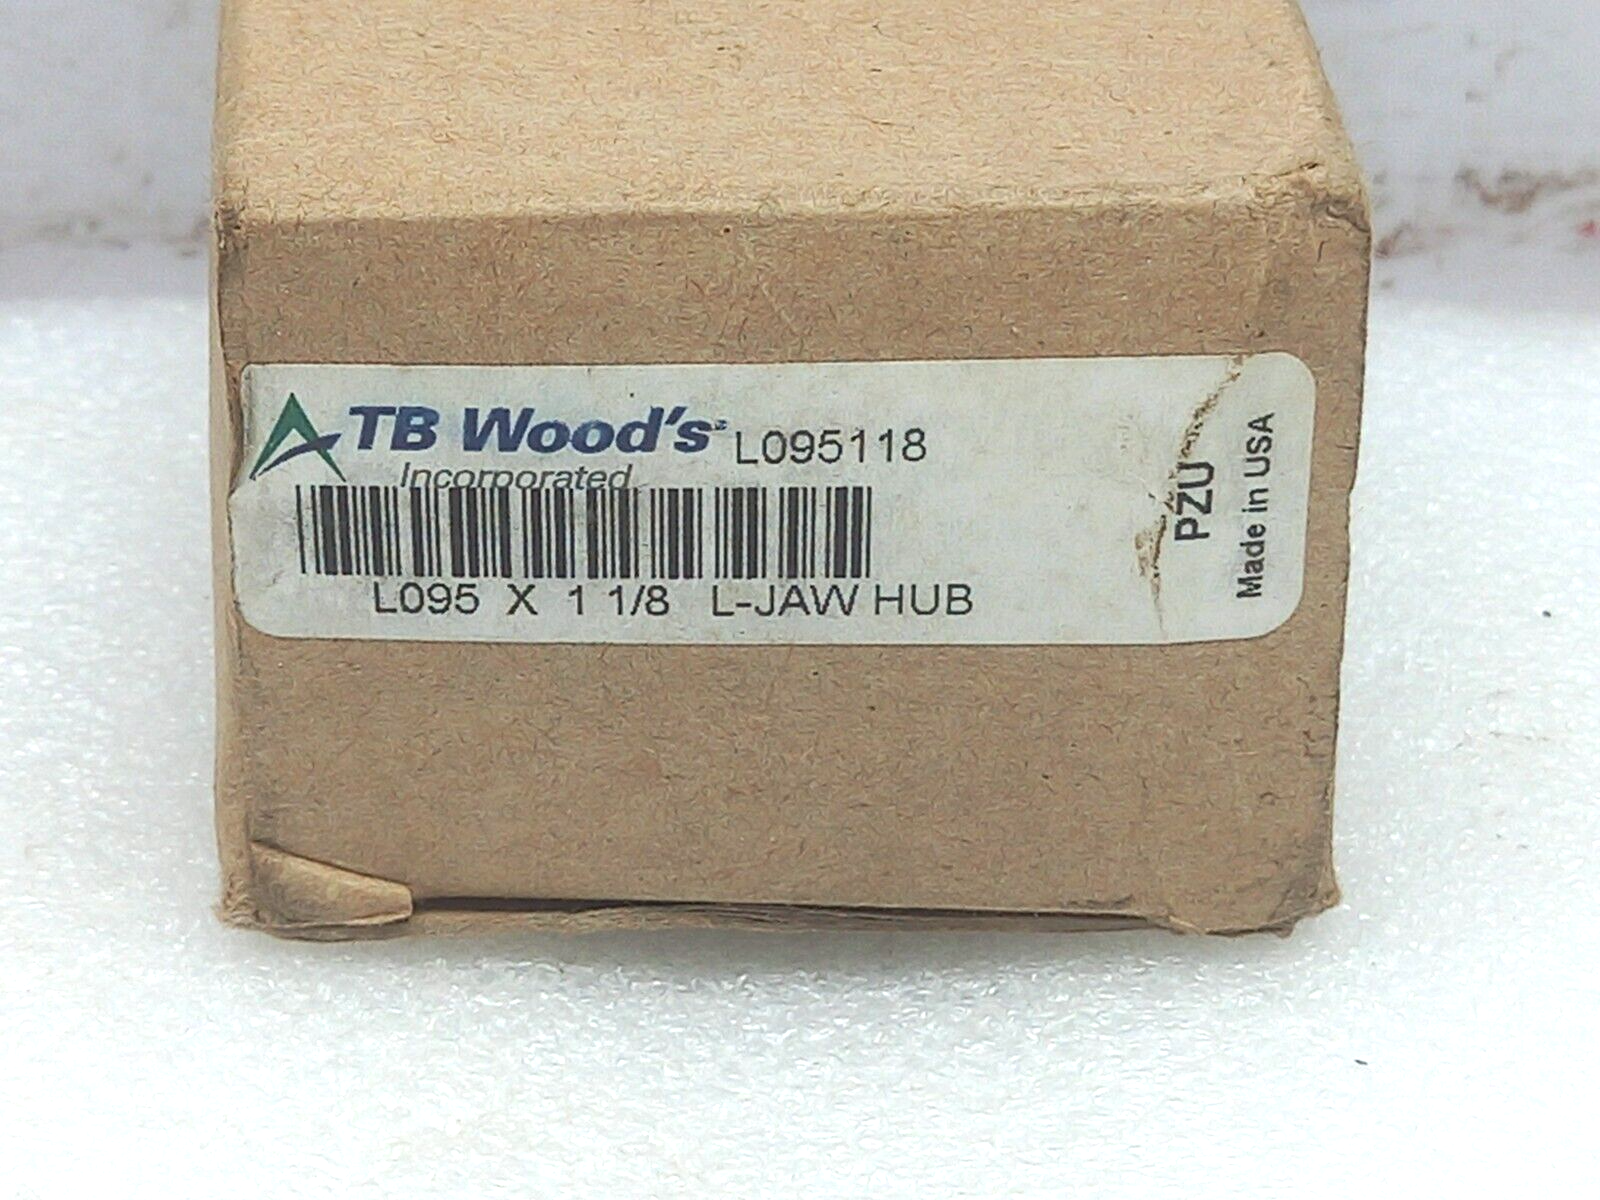 TB Wood's L095118
Incorporated
L095 X 1 1/8 L-JAW HUB
PZU
Made in USA